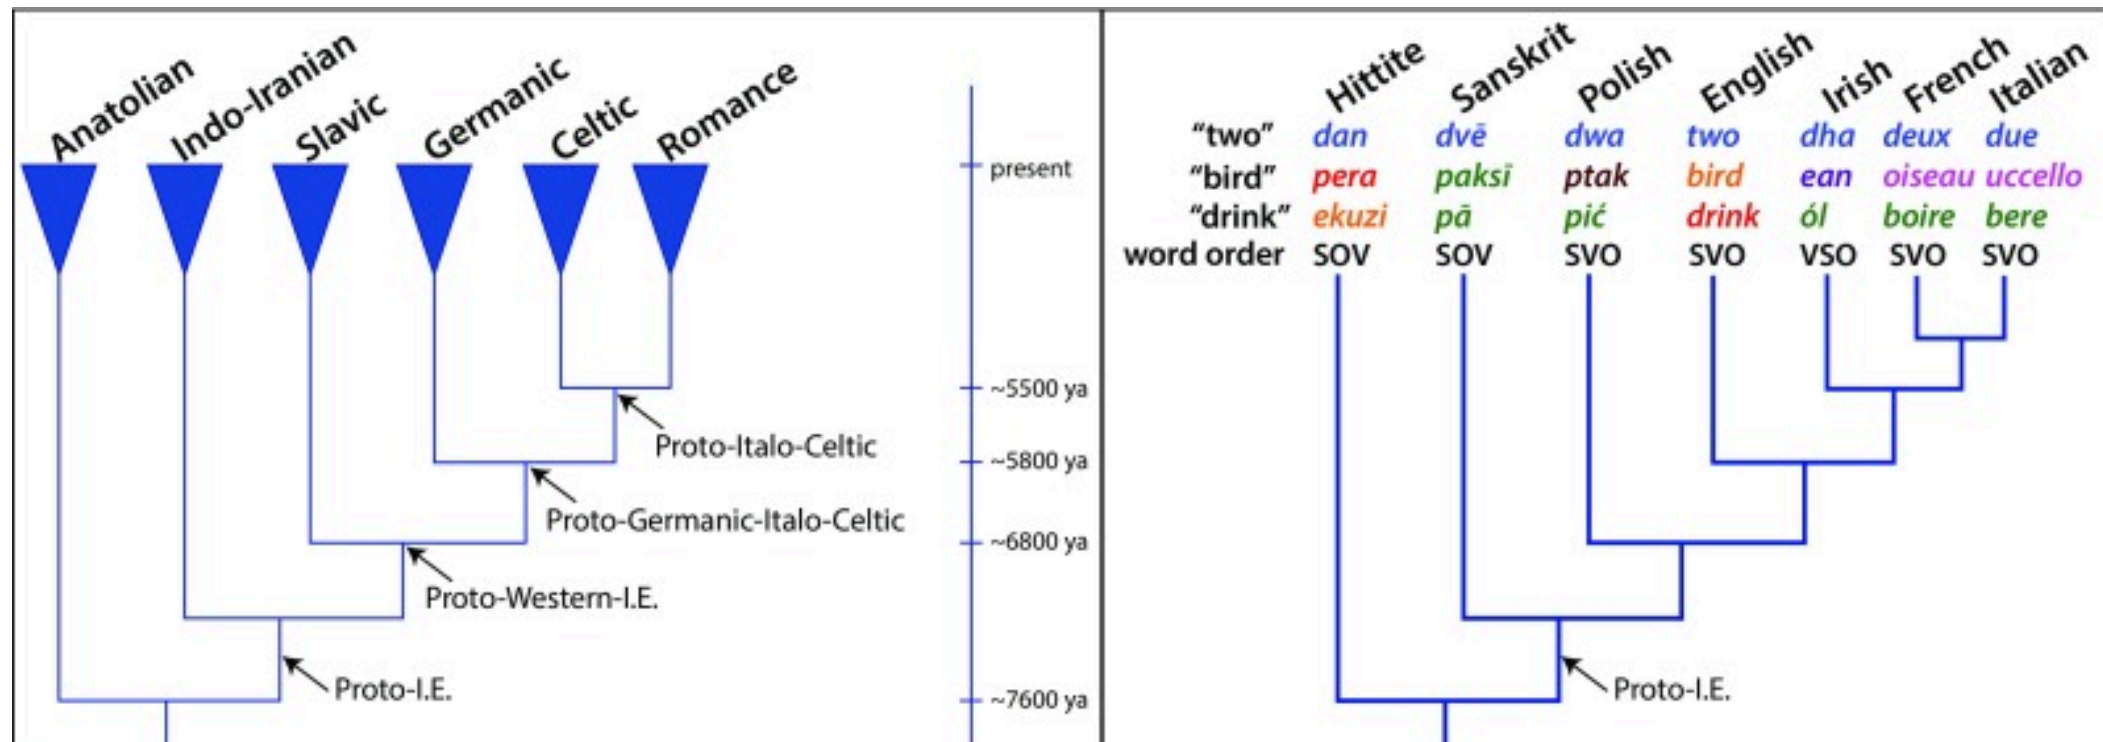 Anatolian
Indo-Iranian
Slavic
Germanic
Celtic
Romance
present
~5500 ya
Proto-Italo-Celtic
~5800 ya
Proto-Germanic-Italo-Celtic
~6800 ya
Proto-Western-I.E.
Proto-I.E.
~7600 ya
Hittite Sanskrit Polish English Irish French Italian
“two” dan dvē dwa two dha deux due
“bird” pera paksī ptak bird ean oiseau uccello
“drink” ekuzi pā pić drink ól boire bere
word order SOV SOV SVO SVO VSO SVO SVO
Proto-I.E.